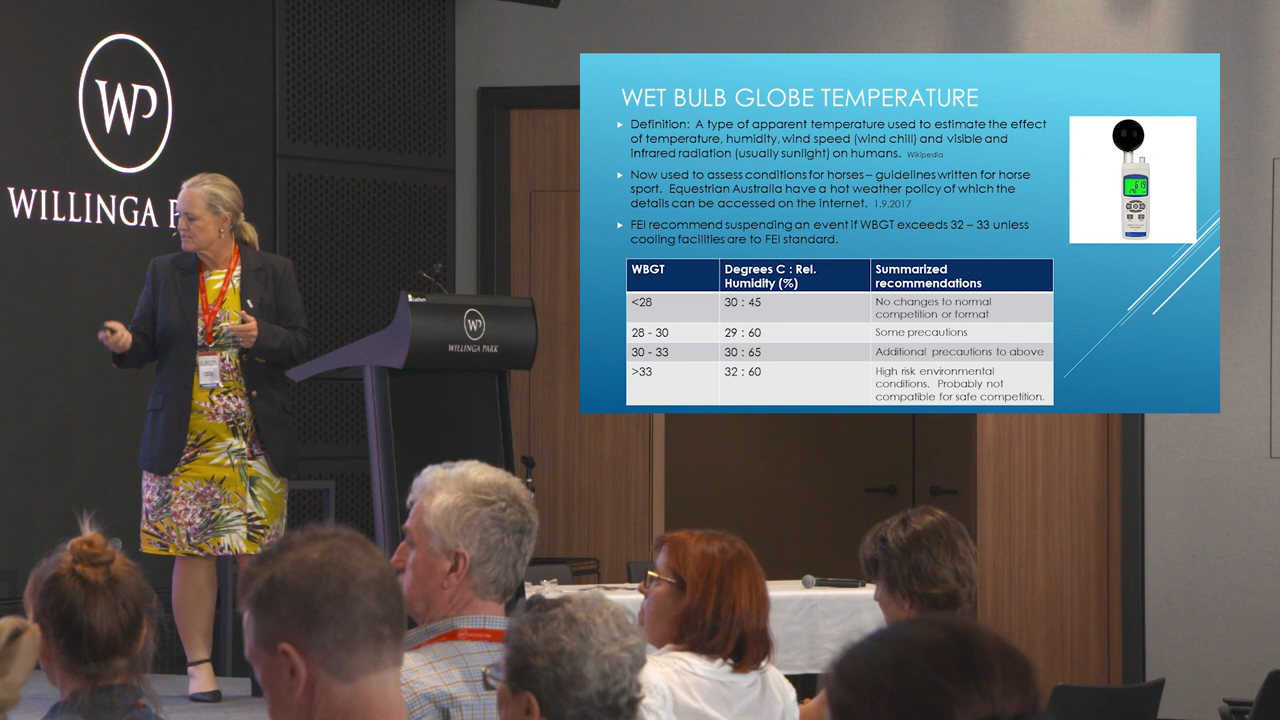 WP
WILLINGA P
WET BULB GLOBE TEMPERATURE
Definition: A type of apparent temperature used to estimate the effect
of temperature, humidity, wind speed (wind chill) and visible and
infrared radiation (usually sunlight) on humans. Wikipedia
Now used to assess conditions for horses – guidelines written for horse
sport. Equestrian Australia have a hot weather policy of which the
details can be accessed on the internet. 1.9.2017
FEI recommend suspending an event if WBGT exceeds 32 – 33 unless
cooling facilities are to FEI standard.
WBGT Degrees C : Rel. Summarized
Humidity (%) recommendations
<28 30 : 45 No changes to normal
competition or format
28 - 30 29 : 60 Some precautions
30 - 33 30 : 65 Additional precautions to above
>33 32 : 60 High risk environmental
conditions. Probably not
compatible for safe competition.
WP
WILLINGA PARK